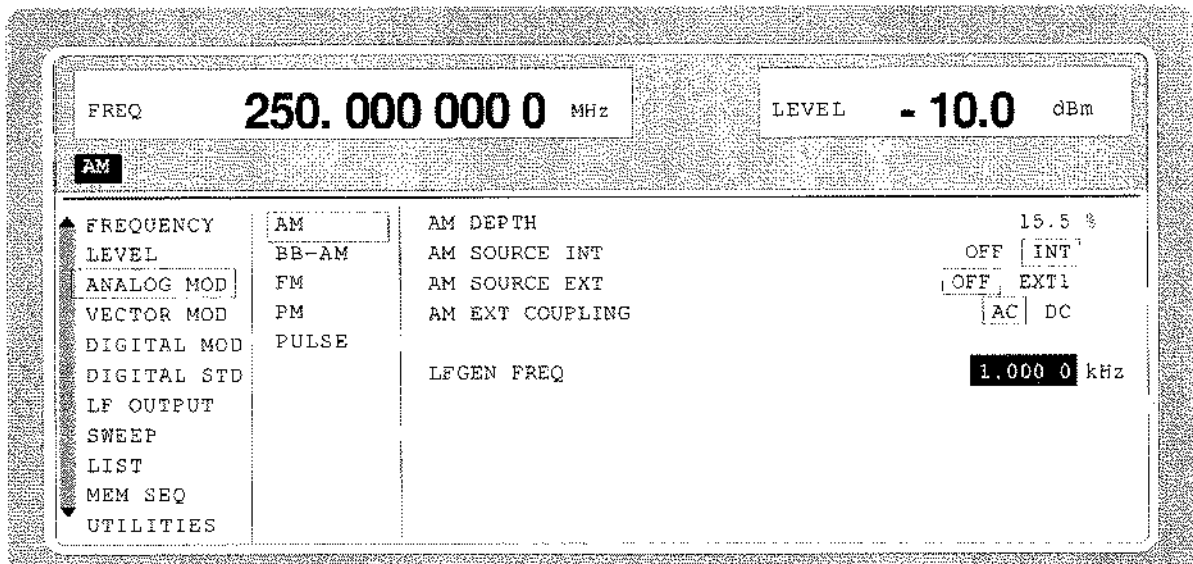 FREQ 250. 000 000 0 MHz LEVEL - 10.0 dBm
AM
FREQUENCY AM AM DEPTH 15.5 %
LEVEL BB-AM AM SOURCE INT OFF INT
ANALOG MOD FM AM SOURCE EXT OFF EXT1
VECTOR MOD PM AM EXT COUPLING AC DC
DIGITAL MOD PULSE
DIGITAL STD LFGEN FREQ 1.000 0 kHz
LF OUTPUT
SWEEP
LIST
MEM SEQ
UTILITIES